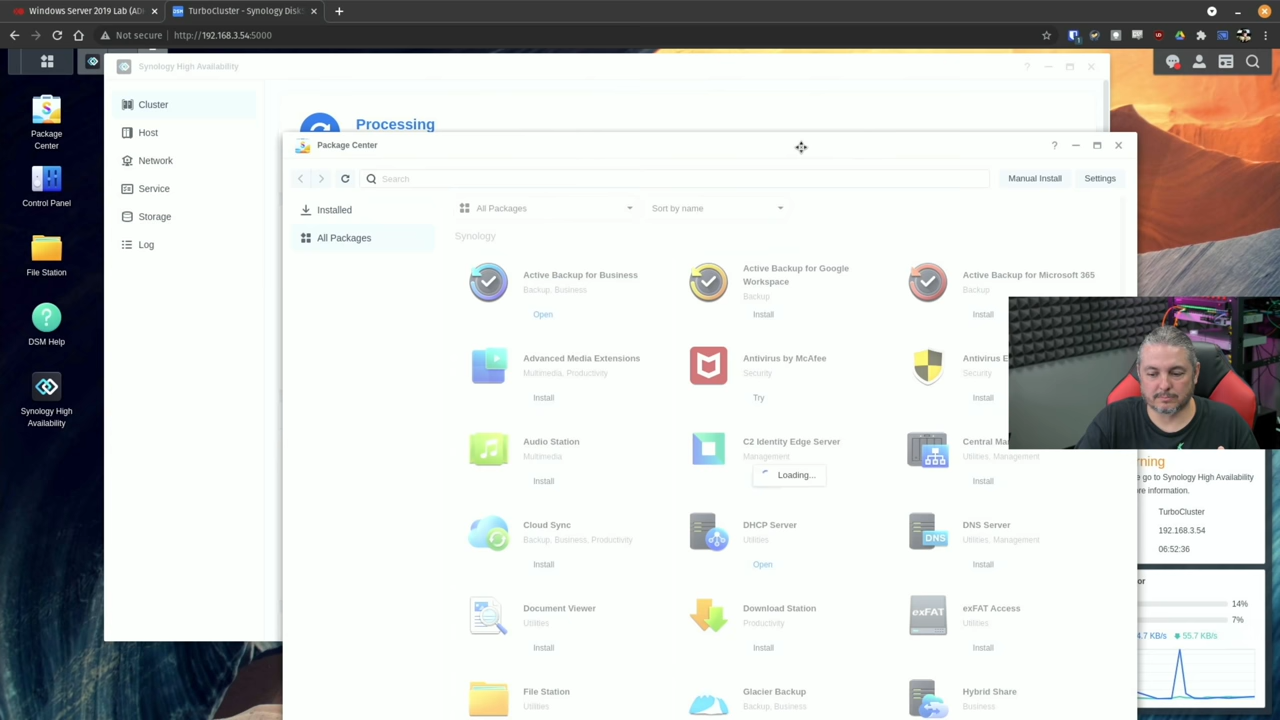 Windows Server 2019 Lab (AD
TurboCluster - Synology Disk
Not secure
http://192.168.3.54:5000
Synology High Availability
Cluster
Host
Network
Service
Storage
Log
Processing
Package
Center
Control Panel
File Station
DSM Help
Synology High
Availability
Package Center
Search
Manual Install
Settings
Installed
All Packages
All Packages
Sort by name
Synology
Active Backup for Business
Backup, Business
Open
Active Backup for Google
Workspace
Backup
Install
Active Backup for Microsoft 365
Backup
Install
Advanced Media Extensions
Multimedia, Productivity
Install
Antivirus by McAfee
Security
Try
Antivirus E
Security
Install
Audio Station
Multimedia
Install
C2 Identity Edge Server
Management
Loading...
Central Ma
Utilities, Management
Install
Cloud Sync
Backup, Business, Productivity
Install
DHCP Server
Utilities
Open
DNS Server
Utilities, Management
DNS
Install
Document Viewer
Utilities
Install
Download Station
Productivity
Install
exFAT
exFAT Access
Utilities
Install
File Station
Utilities
Glacier Backup
Backup, Business
Hybrid Share
Business
rning
e go to Synology High Availability
re information.
TurboCluster
192.168.3.54
06:52:36
or
14%
7%
4.7 KB/s
55.7 KB/s